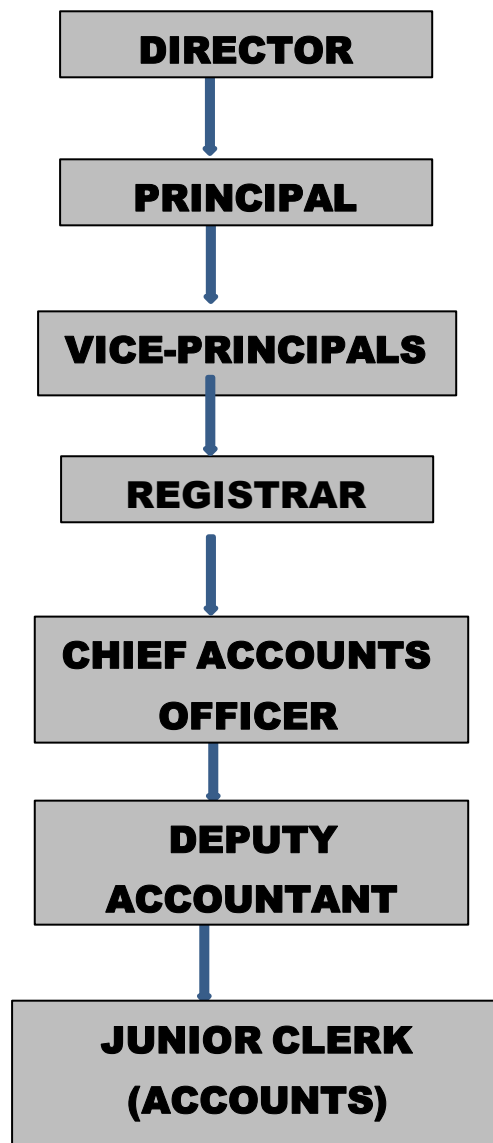 DIRECTOR
PRINCIPAL
VICE-PRINCIPALS
REGISTRAR
CHIEF ACCOUNTS
OFFICER
DEPUTY
ACCOUNTANT
JUNIOR CLERK
(ACCOUNTS)